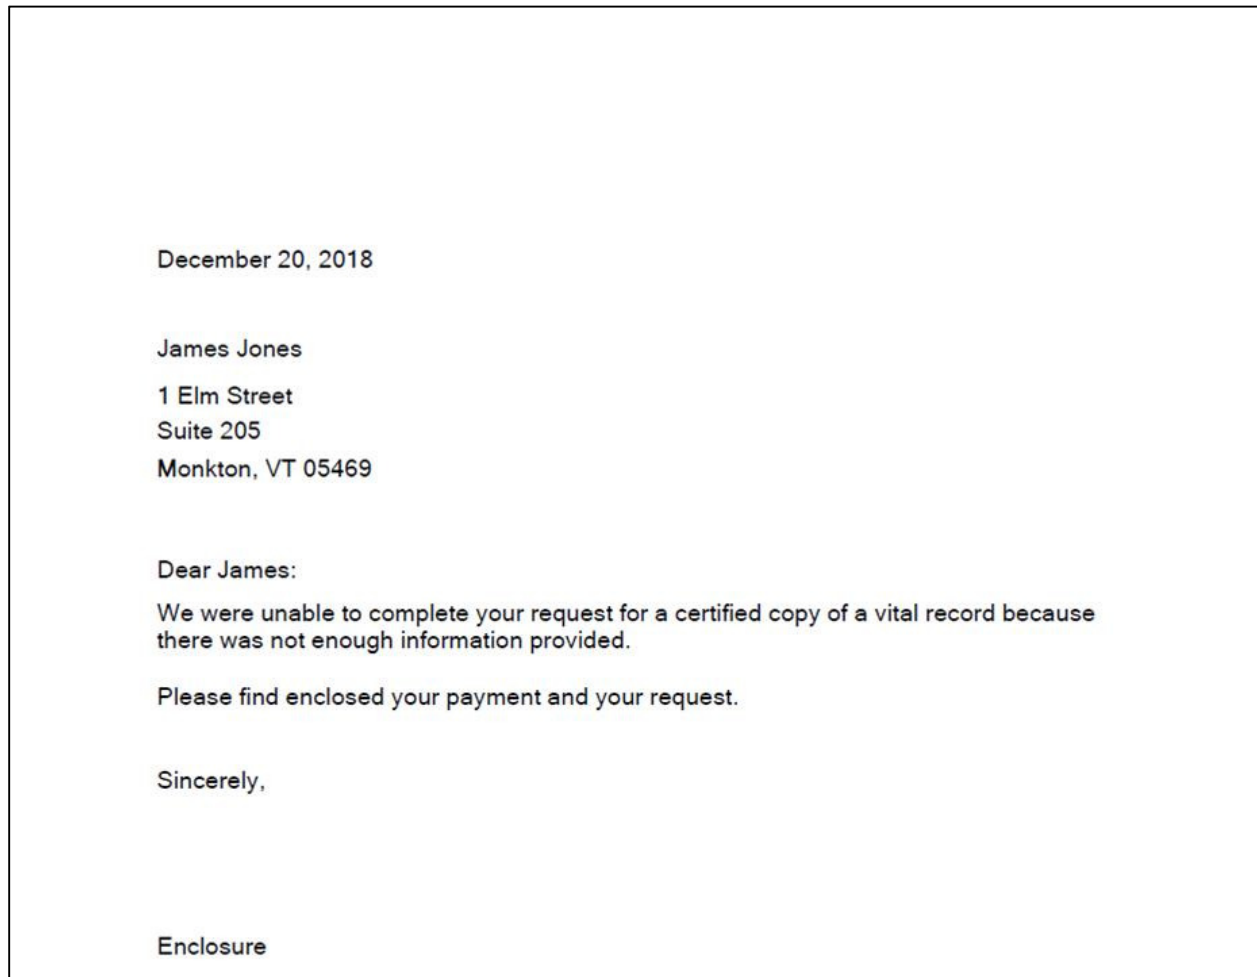 December 20, 2018
James Jones
1 Elm Street
Suite 205
Monkton, VT 05469
Dear James:
We were unable to complete your request for a certified copy of a vital record because
there was not enough information provided.
Please find enclosed your payment and your request.
Sincerely,
Enclosure